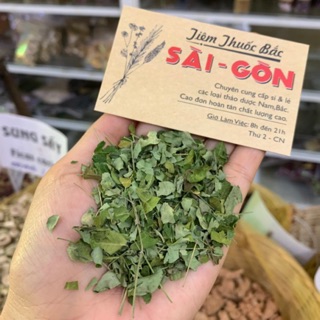 Tiệm Thuốc Bắc
SÀI-GÒN
Chuyên cung cấp sỉ & lẻ
các loại thảo dược Nam, Bắc.
Cao đơn hoàn tán chất lượng cao.
Giờ Làm Việc: 8h đến 21h
Thứ 2 - CN
SUNG SẤY